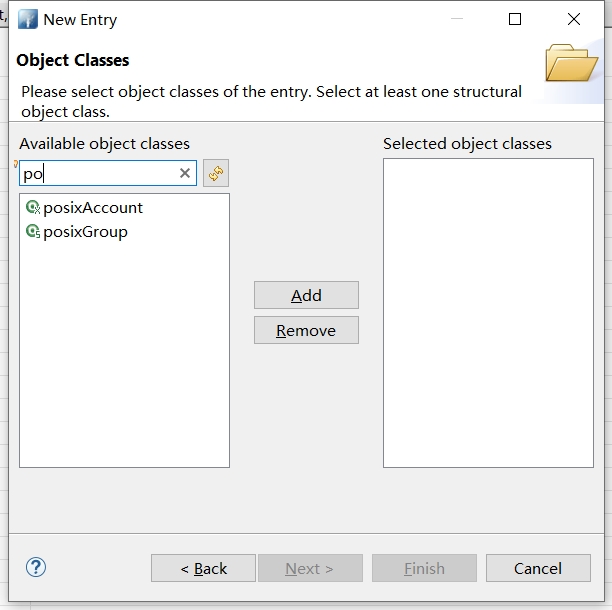 New Entry
Object Classes
Please select object classes of the entry. Select at least one structural
object class.
Available object classes
Selected object classes
po
posixAccount
posixGroup
Add
Remove
?
< Back
Next >
Finish
Cancel